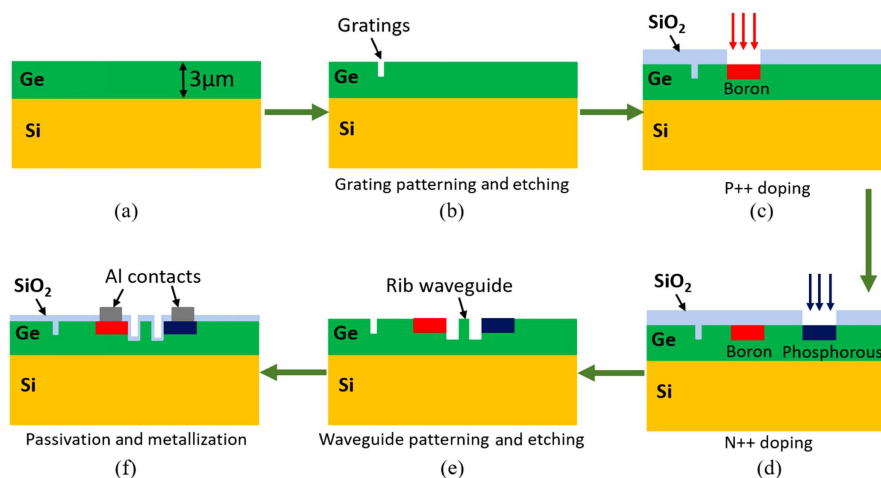 Ge
3μm
Si
(a)
Gratings
Ge
Si
Grating patterning and etching
(b)
SiO₂
Ge
Boron
Si
P++ doping
(c)
SiO₂
Ge
Boron
Phosphorous
Si
N++ doping
(d)
Rib waveguide
Ge
Si
Waveguide patterning and etching
(e)
Al contacts
SiO₂
Ge
Si
Passivation and metallization
(f)